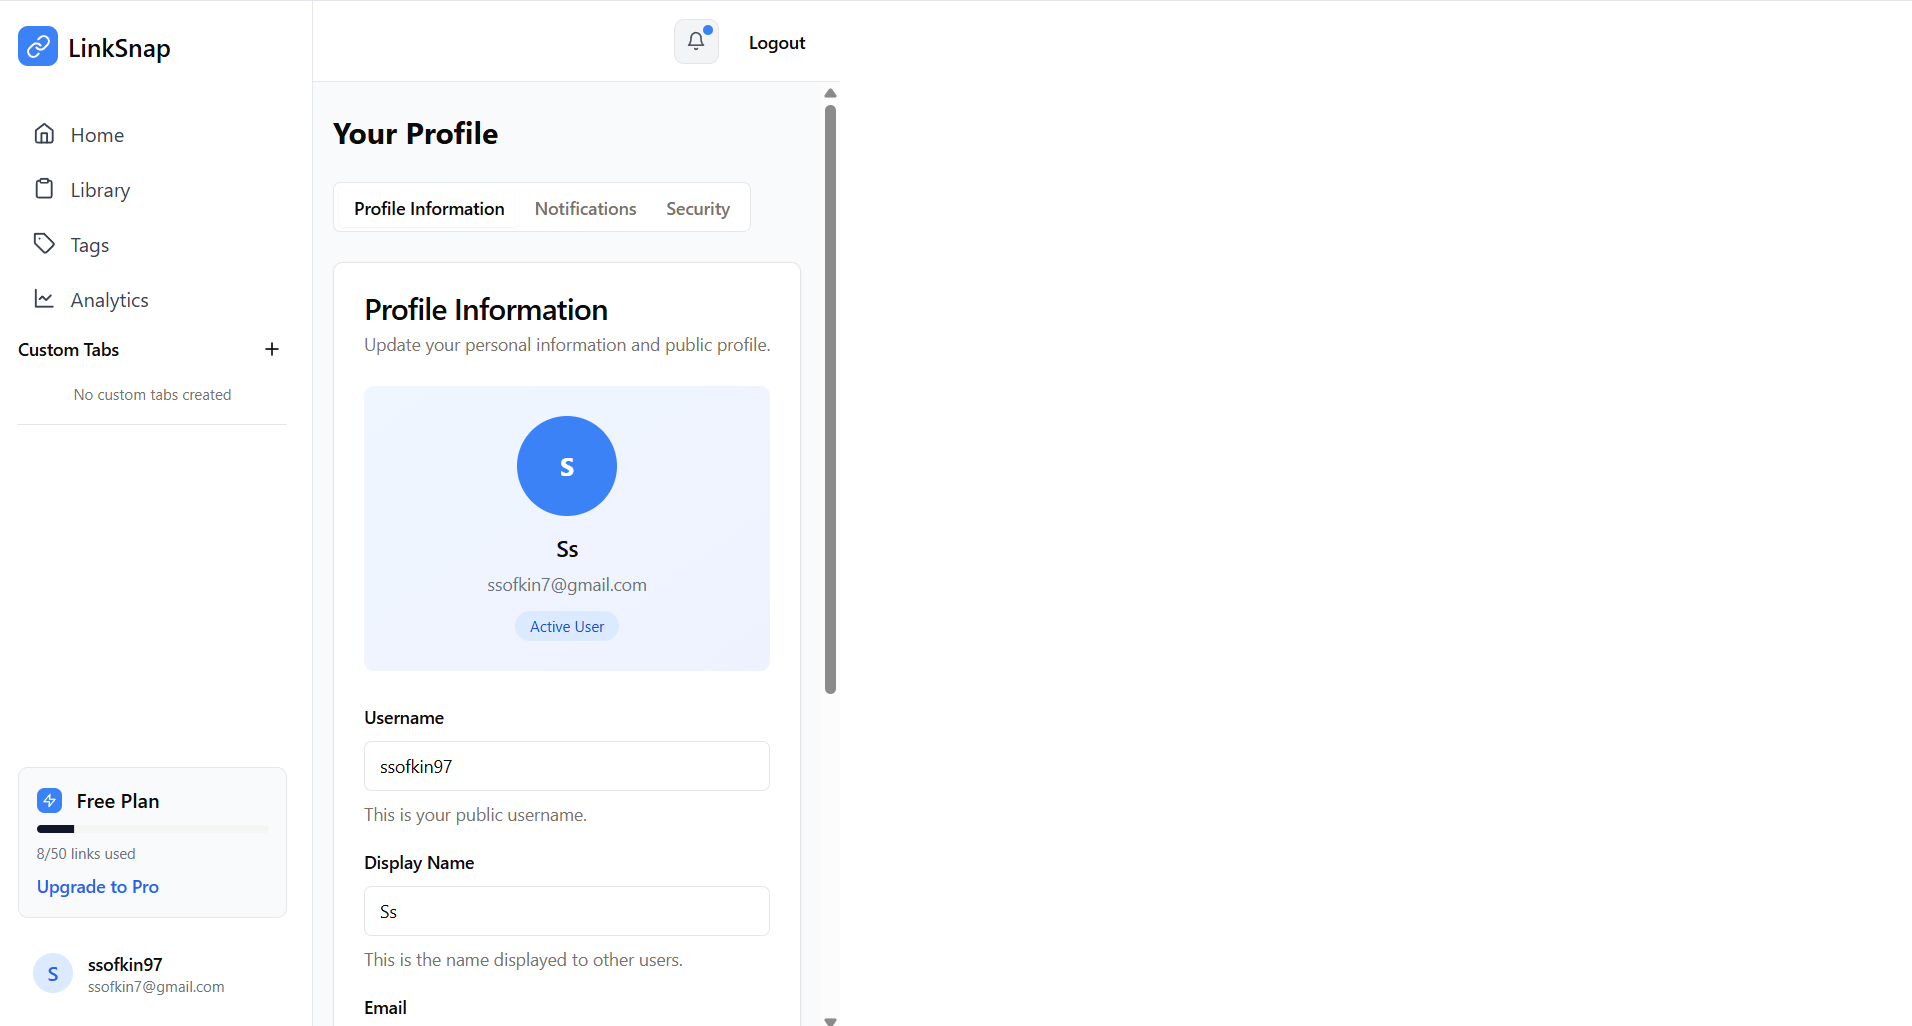 LinkSnap
Home
Library
Tags
Analytics
Custom Tabs
No custom tabs created
Free Plan
8/50 links used
Upgrade to Pro
S
ssofkin97
ssofkin7@gmail.com
Logout
Your Profile
Profile Information Notifications Security
Profile Information
Update your personal information and public profile.
S
Ss
ssofkin7@gmail.com
Active User
Username
ssofkin97
This is your public username.
Display Name
Ss
This is the name displayed to other users.
Email